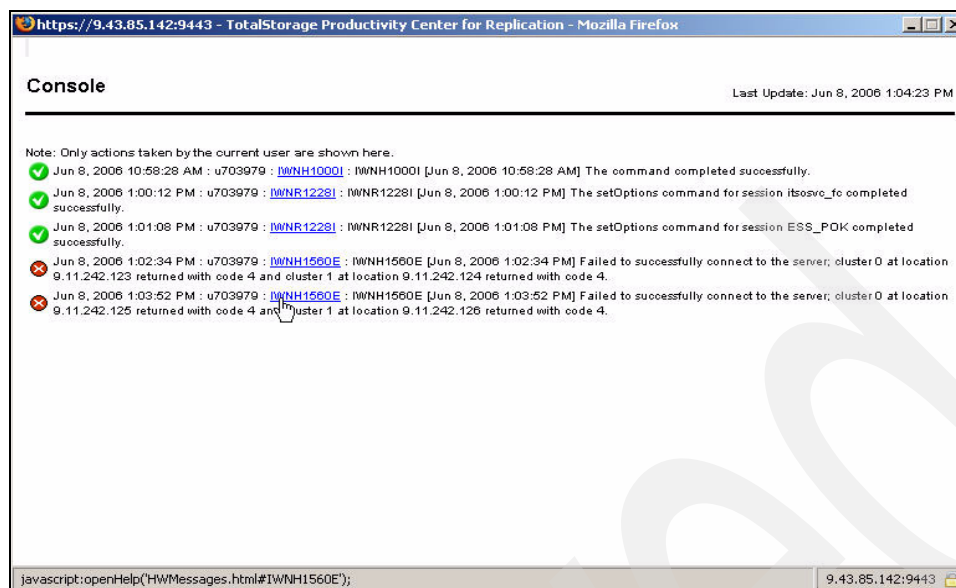 https://9.43.85.142:9443 - TotalStorage Productivity Center for Replication - Mozilla Firefox
Console
Last Update: Jun 8, 2006 1:04:23 PM
Note: Only actions taken by the current user are shown here.
Jun 8, 2006 10:58:28 AM : u703979 : IWNH1000I : IWNH1000I [Jun 8, 2006 10:58:28 AM] The command completed successfully.
Jun 8, 2006 1:00:12 PM : u703979 : IWNR1228I : IWNR1228I [Jun 8, 2006 1:00:12 PM] The setOptions command for session itsosvc_fc completed
successfully.
Jun 8, 2006 1:01:08 PM : u703979 : IWNR1228I : IWNR1228I [Jun 8, 2006 1:01:08 PM] The setOptions command for session ESS_POK completed
successfully.
Jun 8, 2006 1:02:34 PM : u703979 : IWNH1560E : IWNH1560E [Jun 8, 2006 1:02:34 PM] Failed to successfully connect to the server; cluster 0 at location
9.11.242.123 returned with code 4 and cluster 1 at location 9.11.242.124 returned with code 4.
Jun 8, 2006 1:03:52 PM : u703979 : IWNH1560E : IWNH1560E [Jun 8, 2006 1:03:52 PM] Failed to successfully connect to the server; cluster 0 at location
9.11.242.125 returned with code 4 and cluster 1 at location 9.11.242.126 returned with code 4.
javascript:openHelp('HWMessages.html#IWNH1560E');
9.43.85.142:9443